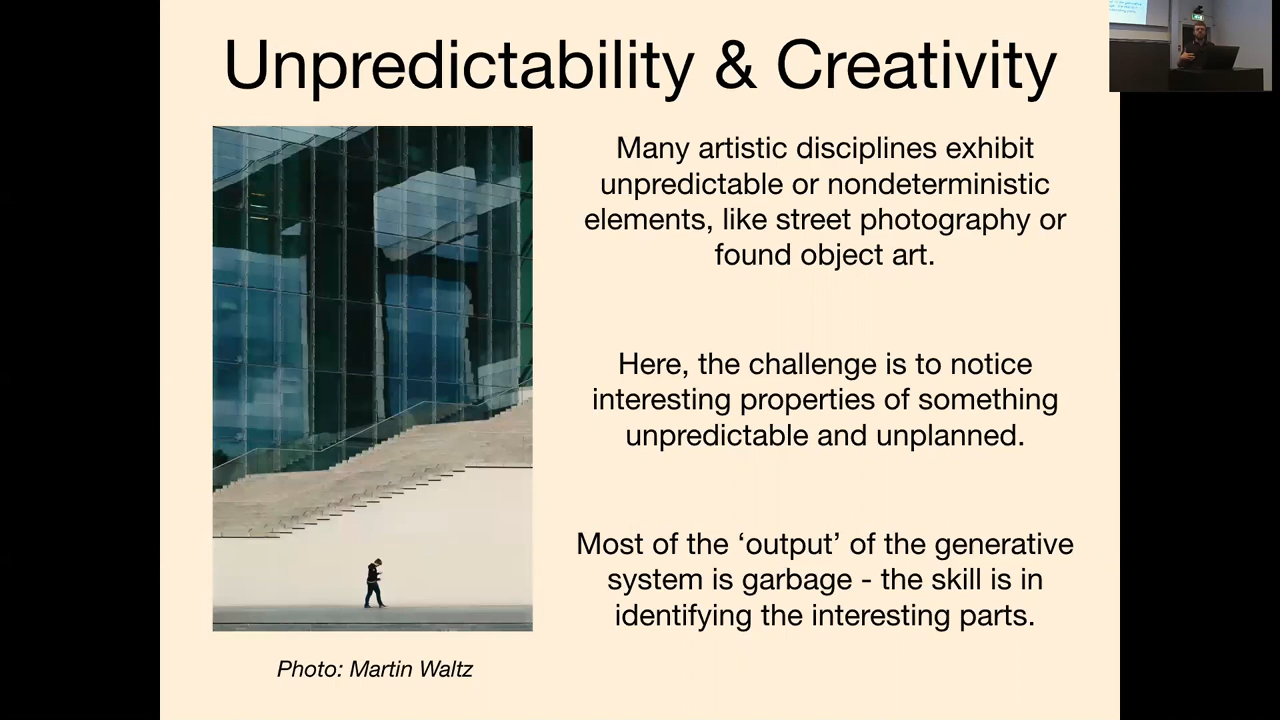 Unpredictability & Creativity
Many artistic disciplines exhibit
unpredictable or nondeterministic
elements, like street photography or
found object art.
Here, the challenge is to notice
interesting properties of something
unpredictable and unplanned.
Most of the ‘output’ of the generative
system is garbage - the skill is in
identifying the interesting parts.
Photo: Martin Waltz